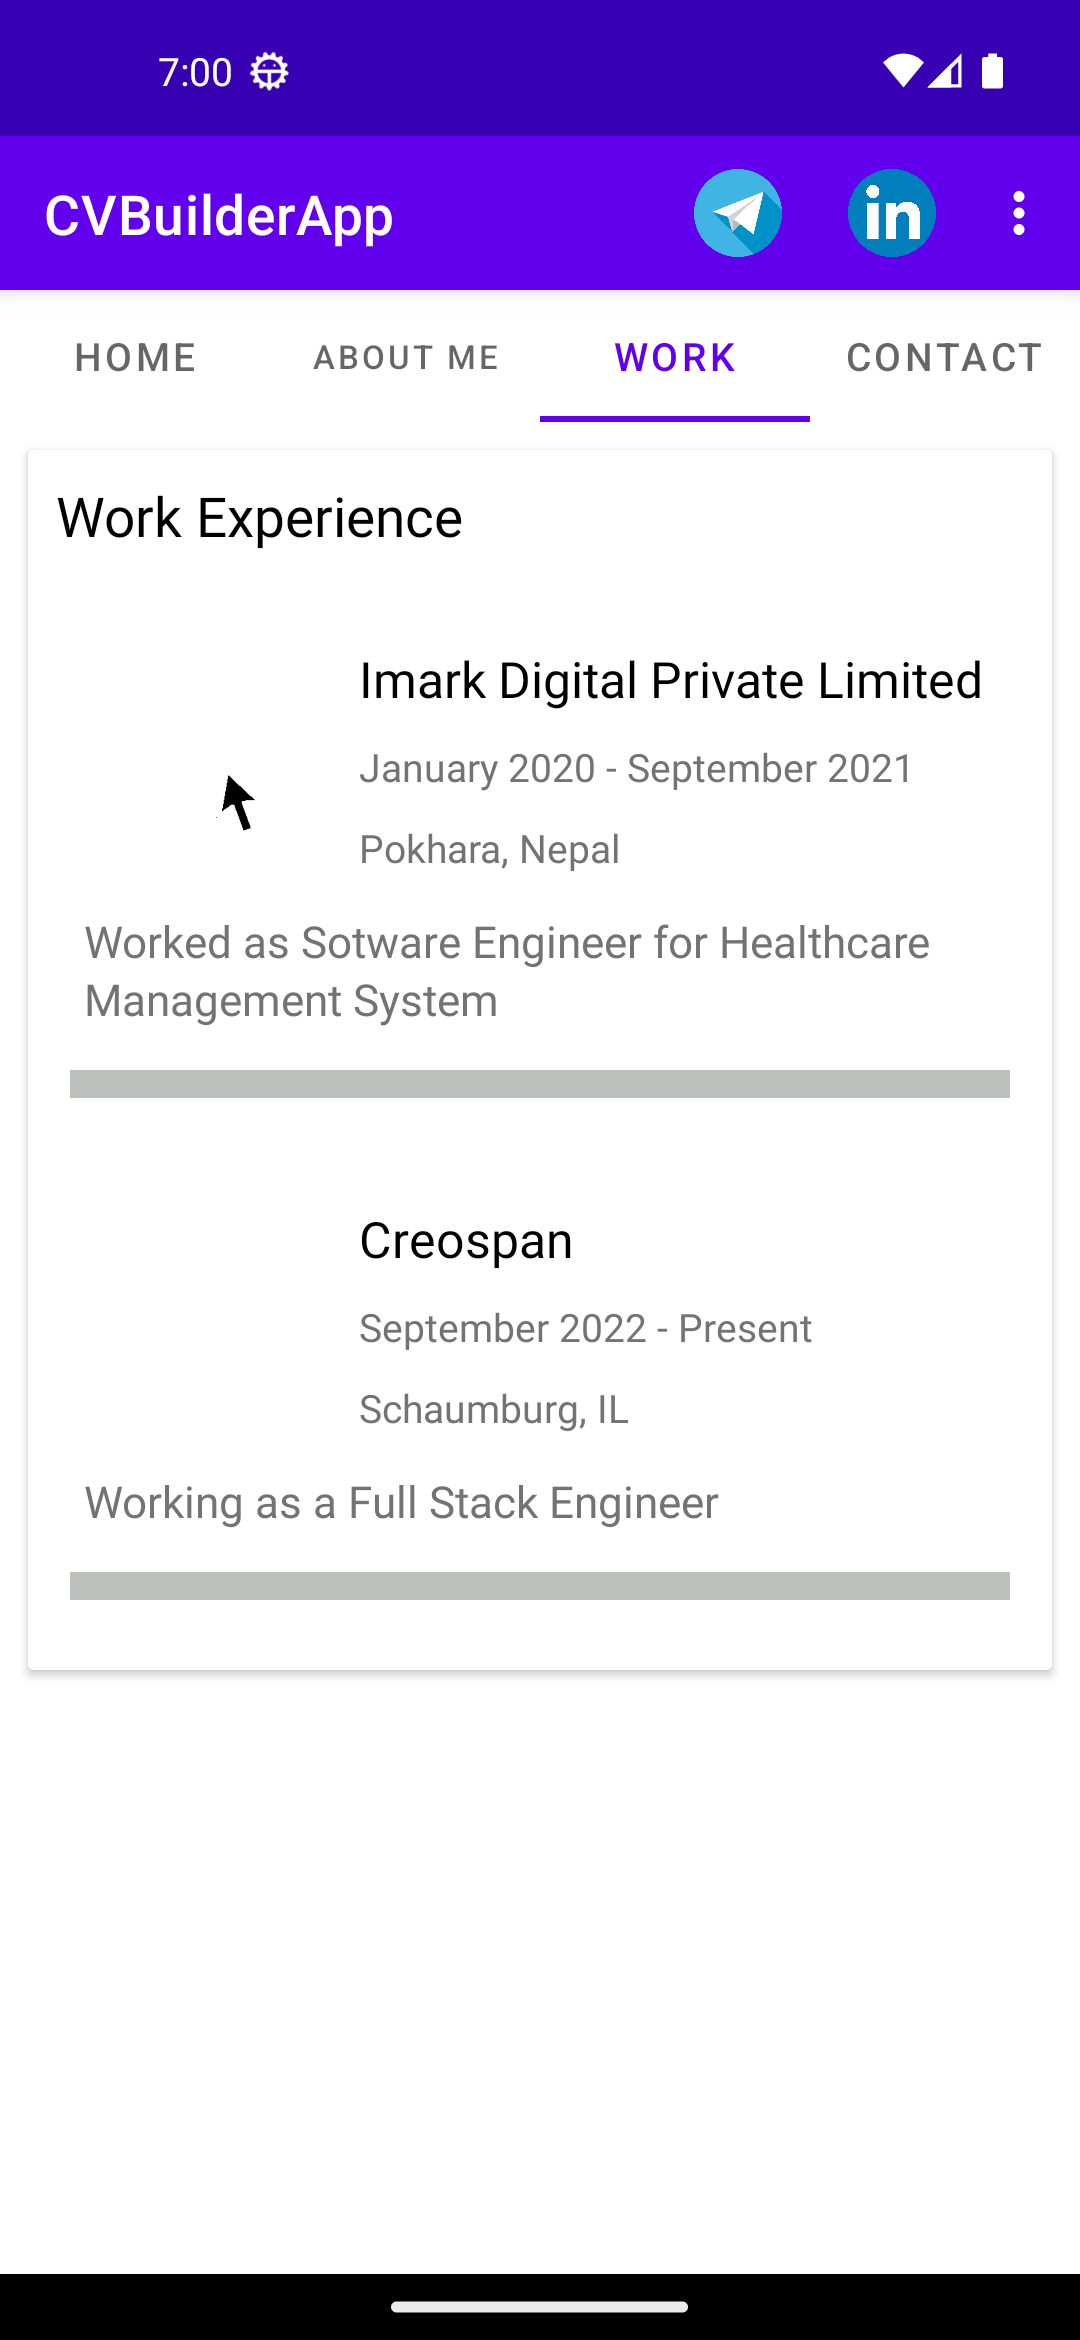 7:00
CVBuilderApp
in
HOME
ABOUT ME
WORK
CONTACT
Work Experience
Imark Digital Private Limited
January 2020 - September 2021
Pokhara, Nepal
Worked as Sotware Engineer for Healthcare
Management System
Creospan
September 2022 - Present
Schaumburg, IL
Working as a Full Stack Engineer